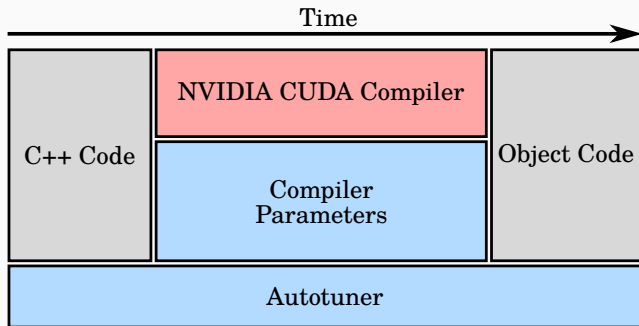 Time
NVIDIA CUDA Compiler
C++ Code
Object Code
Compiler
Parameters
Autotuner